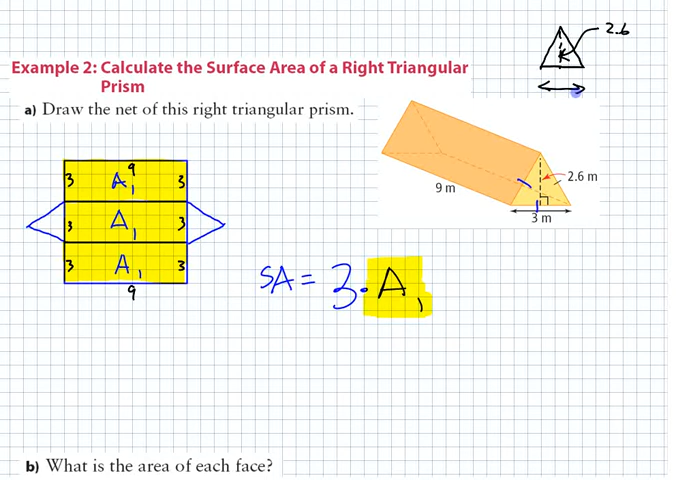 2.6
Example 2: Calculate the Surface Area of a Right Triangular
Prism
a) Draw the net of this right triangular prism.
9 m
2.6 m
3 m
9
3 A₁ 3
3 A₁ 3
3 A₁ 3
9
SA = 3 · A₁
b) What is the area of each face?